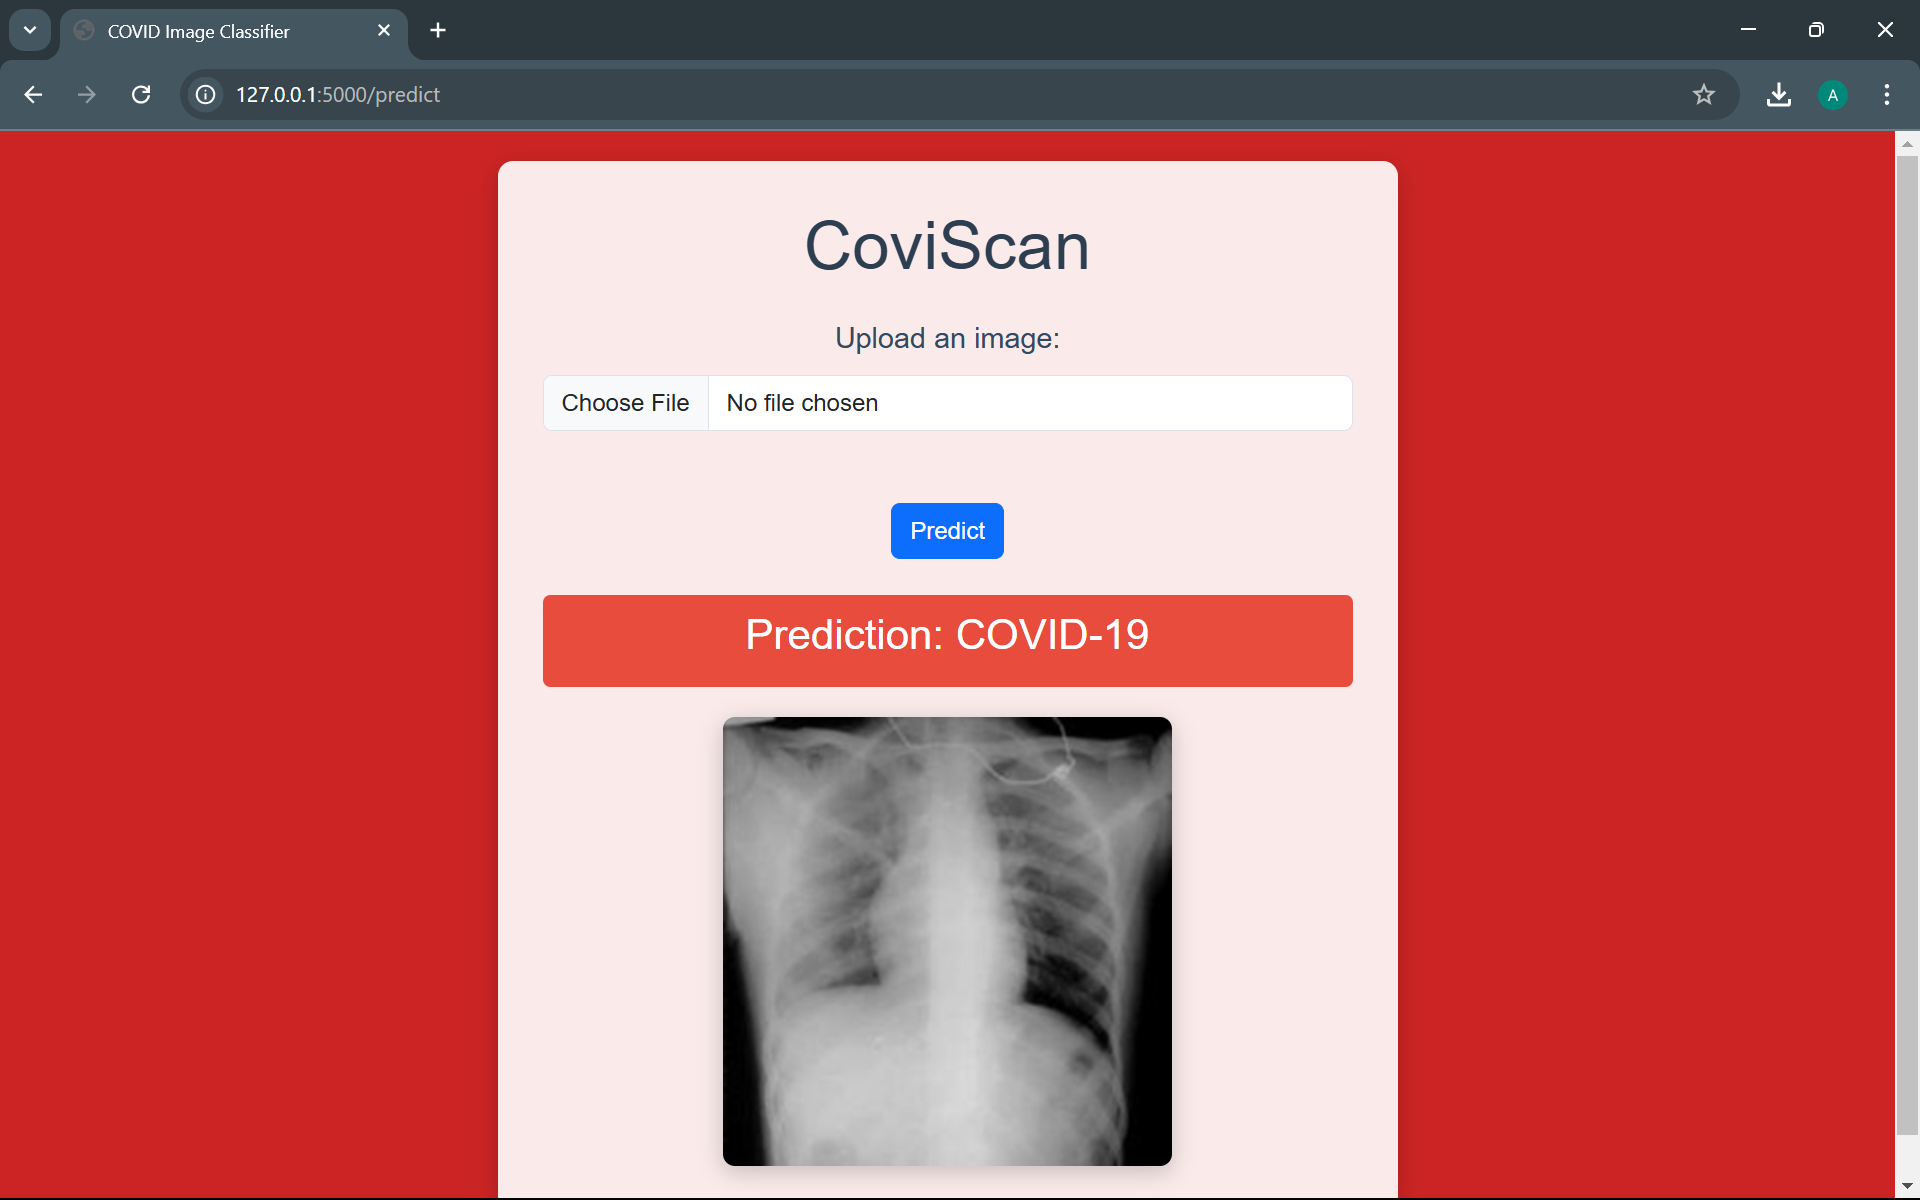 COVID Image Classifier
127.0.0.1:5000/predict
A
CoviScan
Upload an image:
Choose File No file chosen
Predict
Prediction: COVID-19